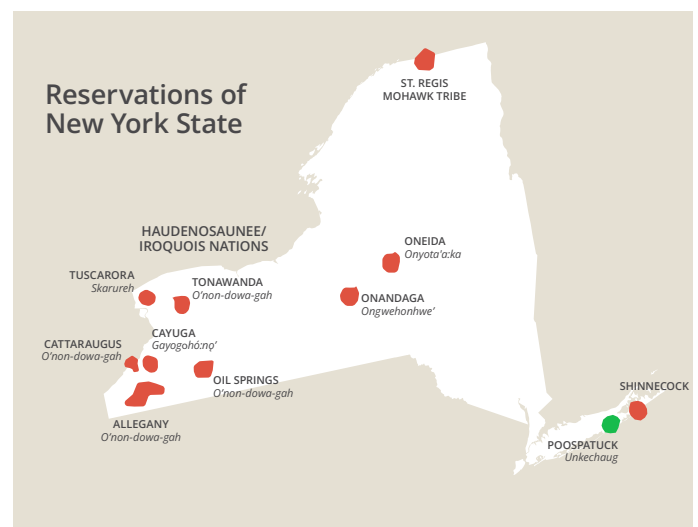 Reservations of
New York State
ST. REGIS
MOHAWK TRIBE
HAUDENOSAUNEE/
IROQUOIS NATIONS
ONEIDA
Onyota'a:ka
TUSCARORA
Skarureh
TONAWANDA
O'non-dowa-gah
ONANDAGA
Ongwehonhwe'
CAYUGA
Gayogohó:nǫ'
CATTARAUGUS
O'non-dowa-gah
OIL SPRINGS
O'non-dowa-gah
SHINNECOCK
ALLEGANY
O'non-dowa-gah
POOSPATUCK
Unkechaug